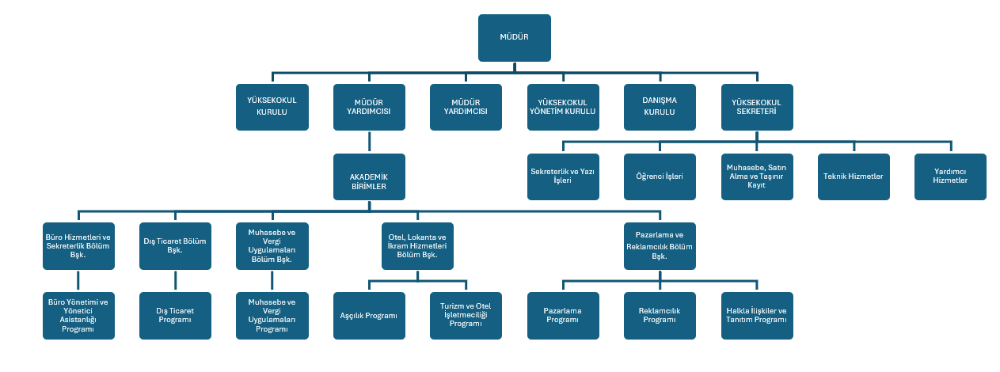 MÜDÜR
YÜKSEKOKUL
KURULU
MÜDÜR
YARDIMCISI
MÜDÜR
YARDIMCISI
YÜKSEKOKUL
YÖNETİM KURULU
DANIŞMA
KURULU
YÜKSEKOKUL
SEKRETERİ
AKADEMİK
BİRİMLER
Sekreterlik ve Yazı
İşleri
Öğrenci İşleri
Muhasebe, Satın
Alma ve Taşınır
Kayıt
Teknik Hizmetler
Yardımcı
Hizmetler
Büro Hizmetleri ve
Sekreterlik Bölüm
Bşk.
Dış Ticaret Bölüm
Bşk.
Muhasebe ve
Vergi
Uygulamaları
Bölüm Bşk.
Otel, Lokanta ve
İkram Hizmetleri
Bölüm Bşk.
Pazarlama ve
Reklamcılık Bölüm
Bşk.
Büro Yönetimi ve
Yönetici
Asistanlığı
Programı
Dış Ticaret
Programı
Muhasebe ve
Vergi
Uygulamaları
Programı
Aşçılık Programı
Turizm ve Otel
İşletmeciliği
Programı
Pazarlama
Programı
Reklamcılık
Programı
Halkla İlişkiler ve
Tanıtım Programı